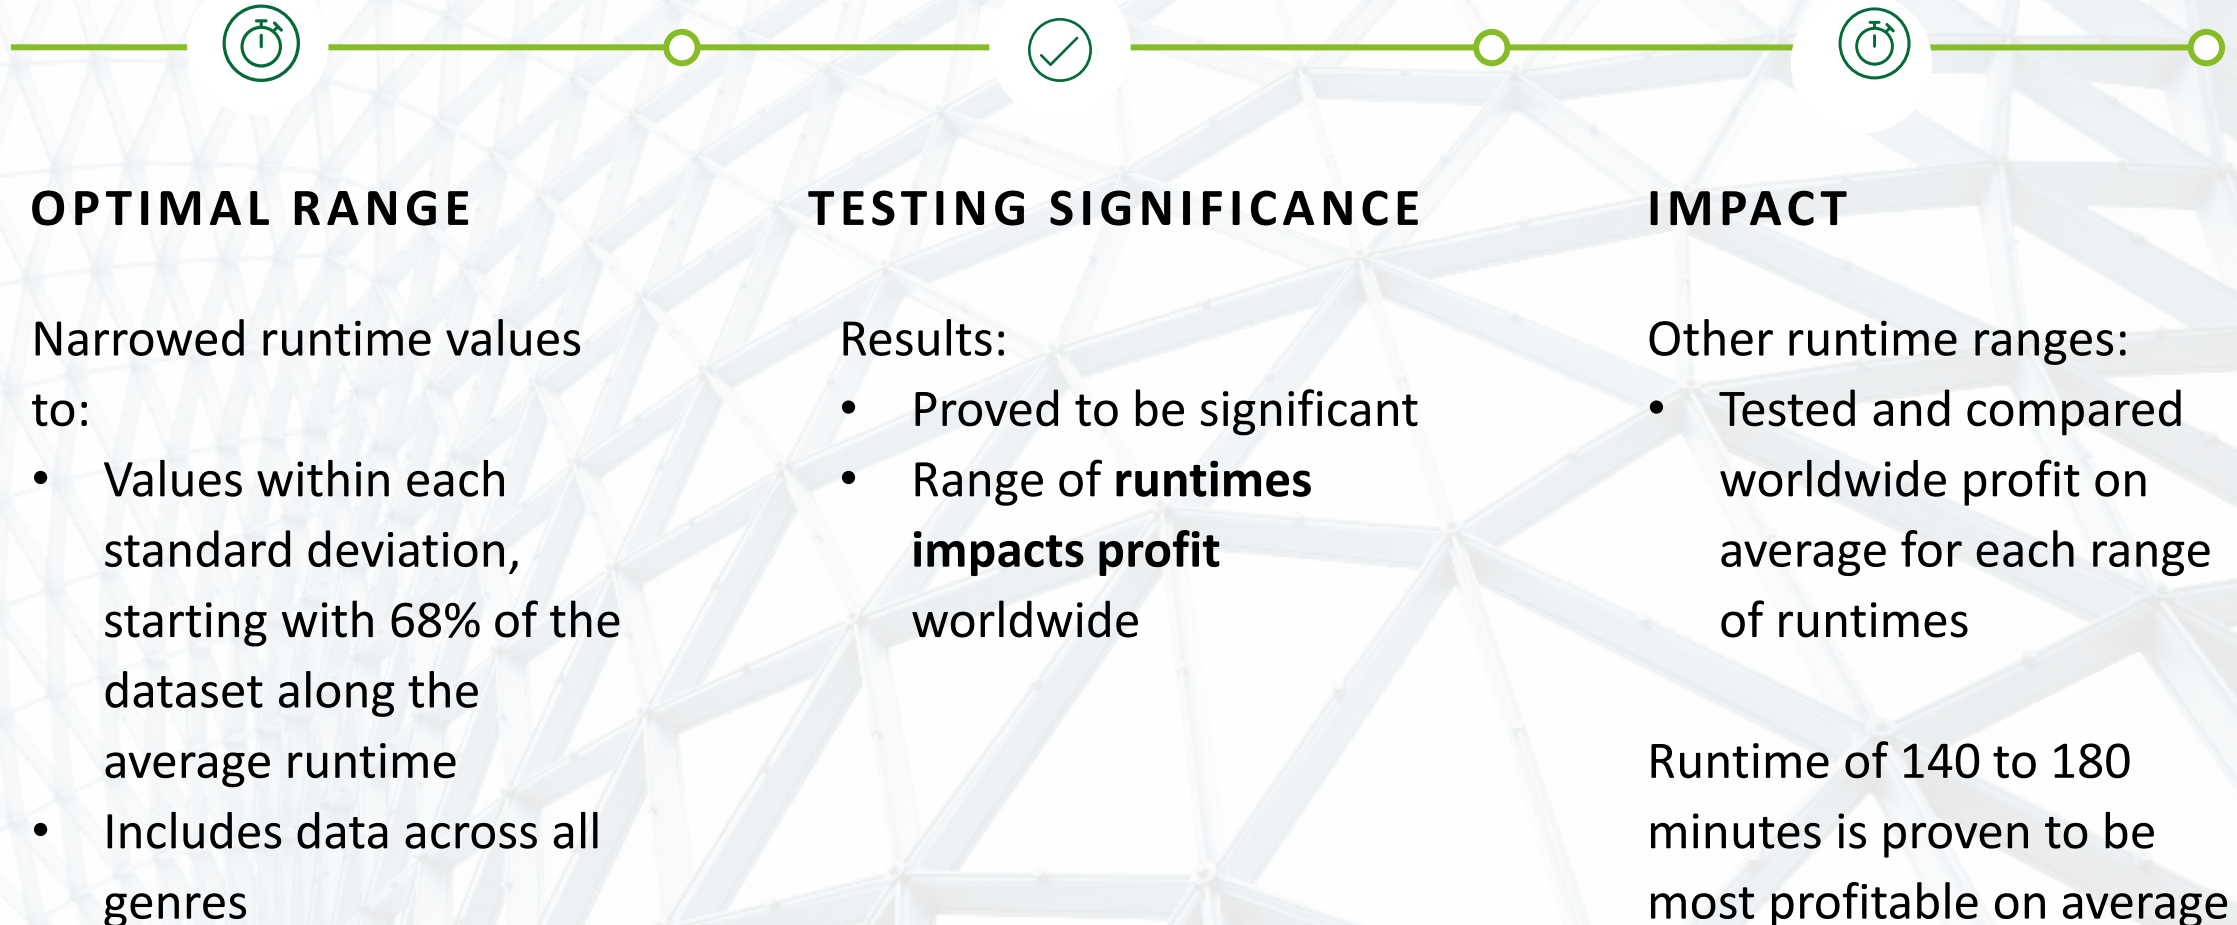 OPTIMAL RANGE
Narrowed runtime values
to:
• Values within each
standard deviation,
starting with 68% of the
dataset along the
average runtime
• Includes data across all
genres
TESTING SIGNIFICANCE
Results:
• Proved to be significant
• Range of runtimes
impacts profit
worldwide
IMPACT
Other runtime ranges:
• Tested and compared
worldwide profit on
average for each range
of runtimes
Runtime of 140 to 180
minutes is proven to be
most profitable on average